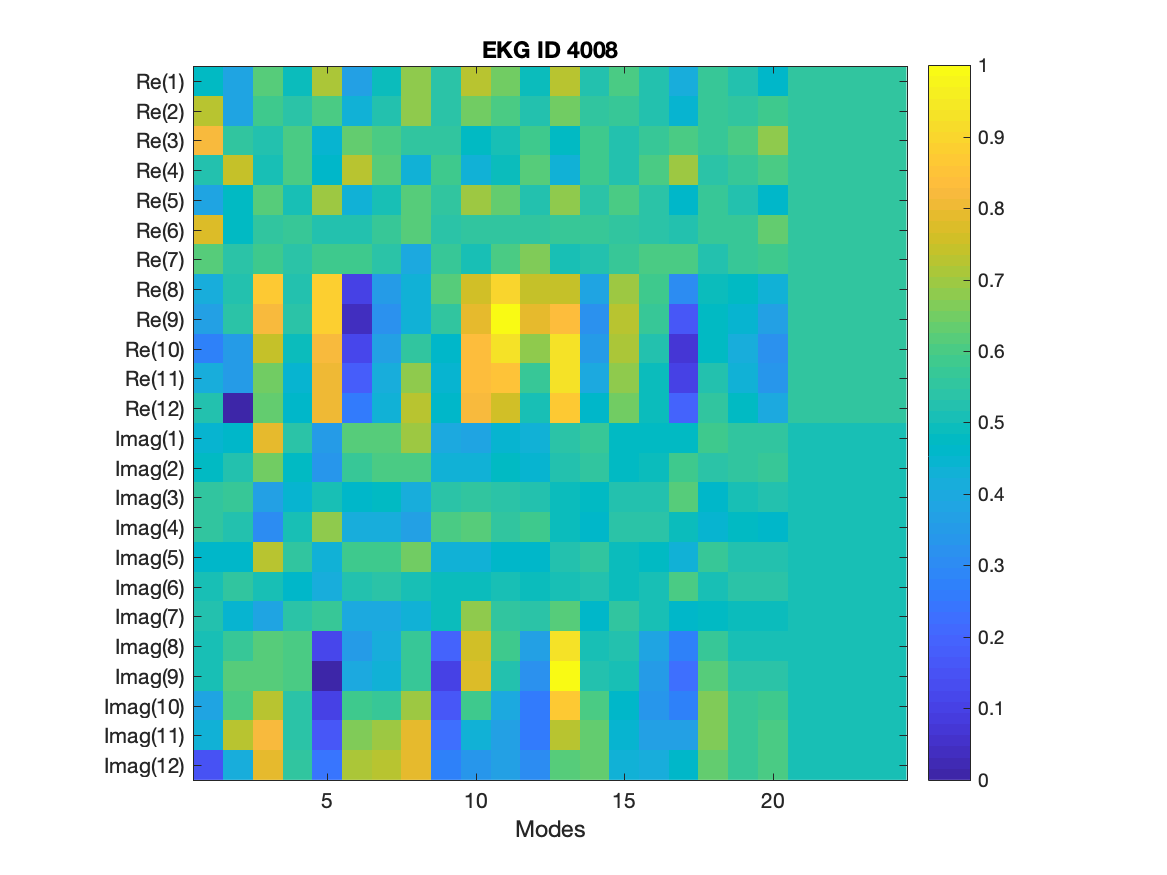 EKG ID 4008
Re(1)
Re(2)
Re(3)
Re(4)
Re(5)
Re(6)
Re(7)
Re(8)
Re(9)
Re(10)
Re(11)
Re(12)
Imag(1)
Imag(2)
Imag(3)
Imag(4)
Imag(5)
Imag(6)
Imag(7)
Imag(8)
Imag(9)
Imag(10)
Imag(11)
Imag(12)
5 10 15 20
Modes
1
0.9
0.8
0.7
0.6
0.5
0.4
0.3
0.2
0.1
0